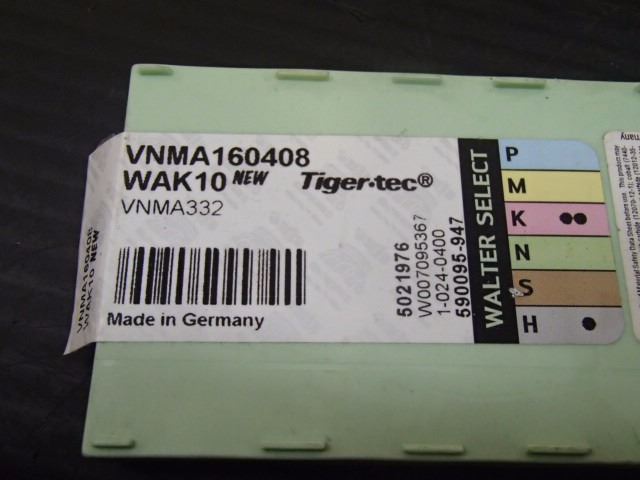 VNMA160408
WAK10 NEW Tiger·tec®
VNMA332
Made in Germany
5021976
W007095367
1-024-0400
590095-947
WALTER SELECT
P
M
K
N
S
H
VNMA160408
WAK10 NEW